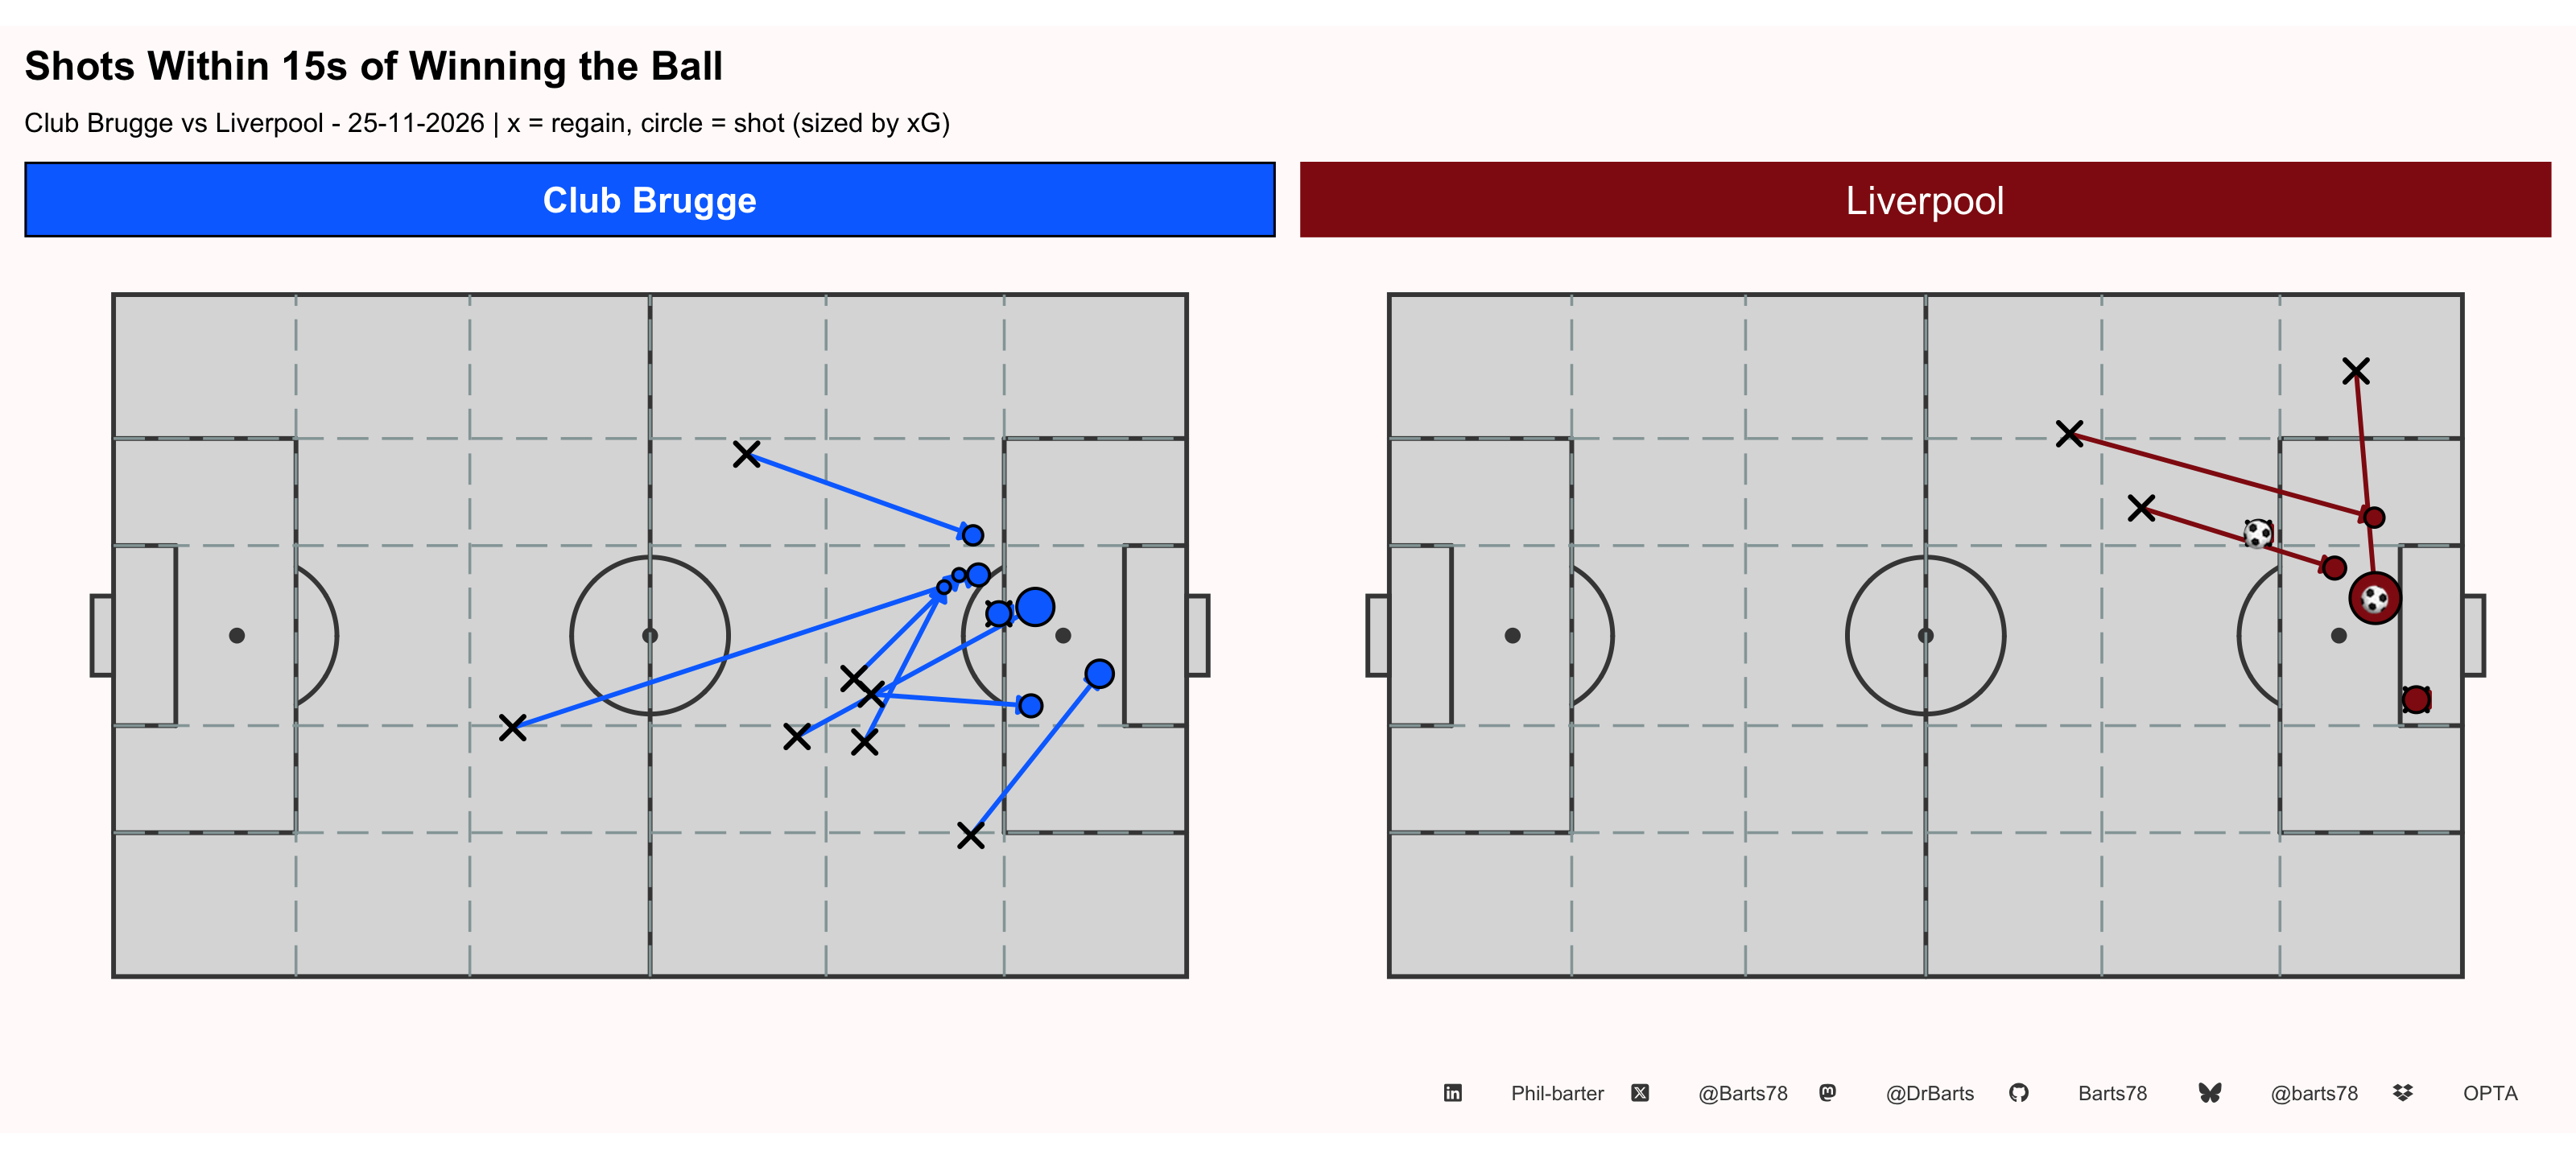 Shots Within 15s of Winning the Ball
Club Brugge vs Liverpool - 25-11-2026 | x = regain, circle = shot (sized by xG)
Club Brugge
Liverpool
Phil-barter @Barts78 @DrBarts Barts78 @barts78 OPTA